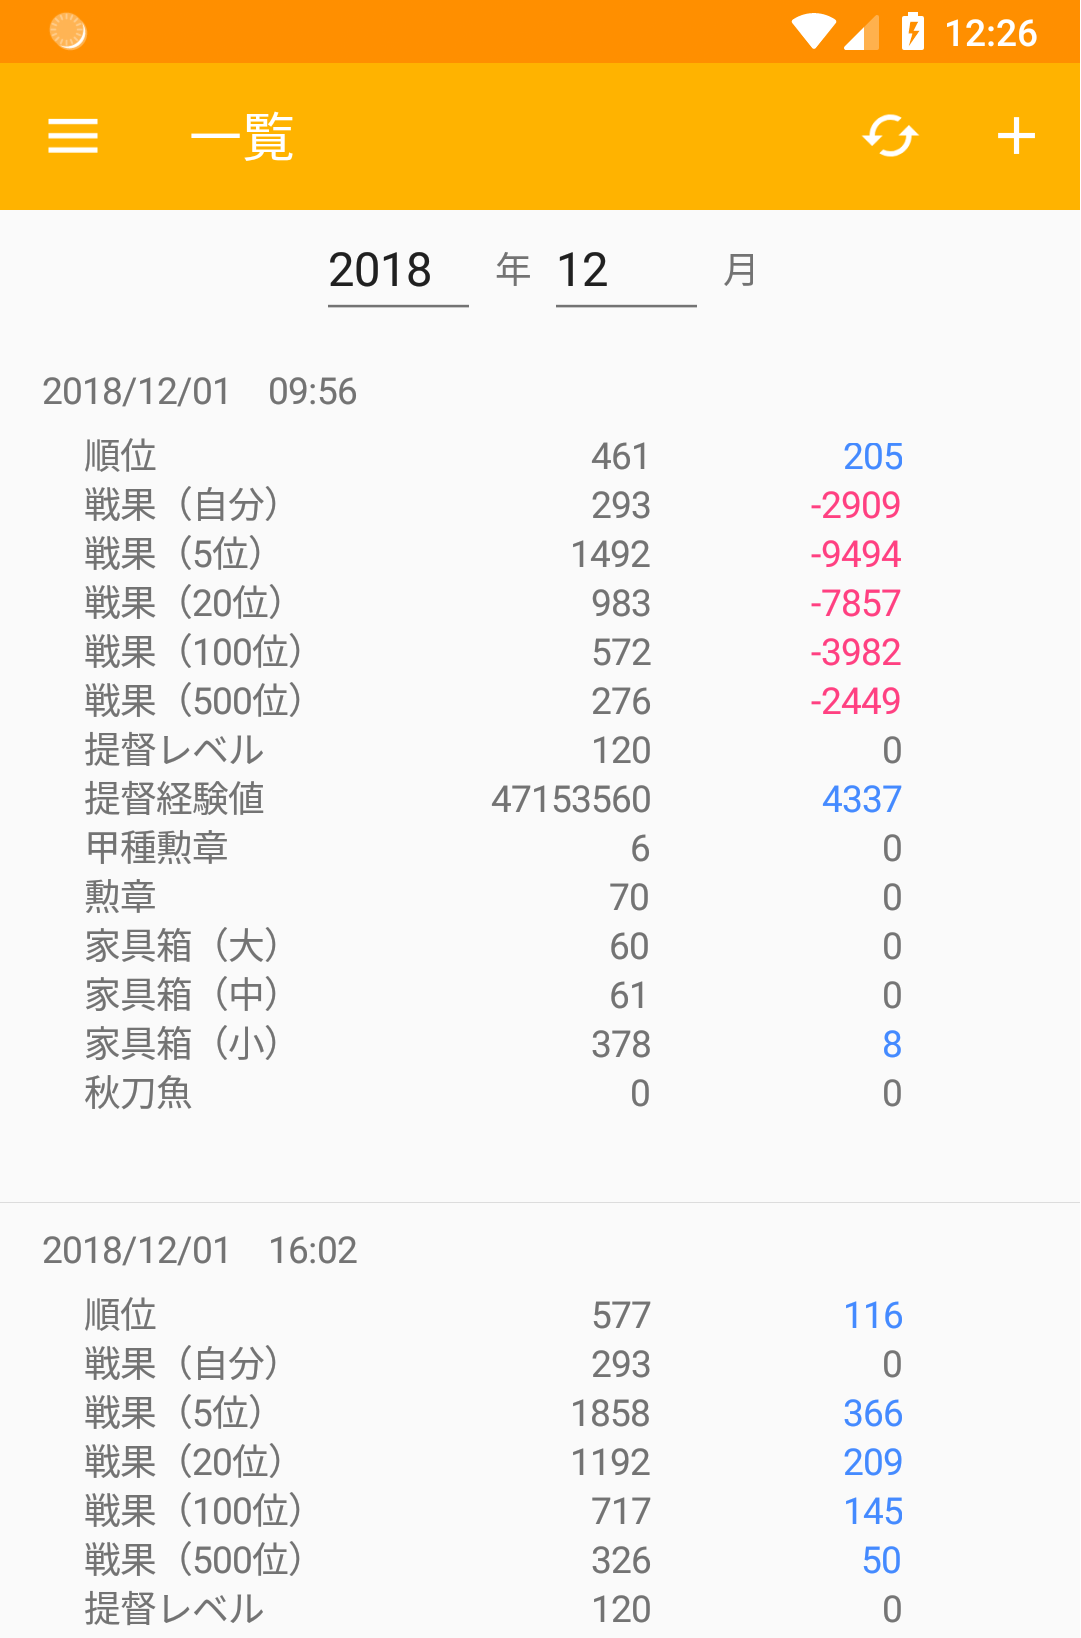 12:26
一覧
2018 年 12 月
2018/12/01 09:56
順位 461 205
戦果（自分） 293 -2909
戦果（5位） 1492 -9494
戦果（20位） 983 -7857
戦果（100位） 572 -3982
戦果（500位） 276 -2449
提督レベル 120 0
提督経験値 47153560 4337
甲種勲章 6 0
勲章 70 0
家具箱（大） 60 0
家具箱（中） 61 0
家具箱（小） 378 8
秋刀魚 0 0
2018/12/01 16:02
順位 577 116
戦果（自分） 293 0
戦果（5位） 1858 366
戦果（20位） 1192 209
戦果（100位） 717 145
戦果（500位） 326 50
提督レベル 120 0